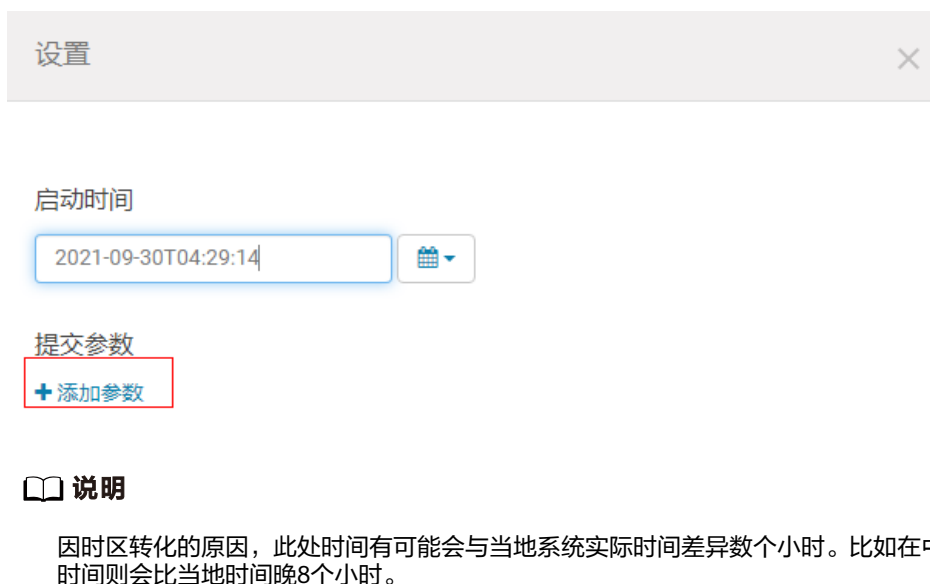 设置
启动时间
2021-09-30T04:29:14
提交参数
添加参数
说明
因时区转化的原因，此处时间有可能会与当地系统实际时间差异数个小时。比如在
时间则会比当地时间晚8个小时。